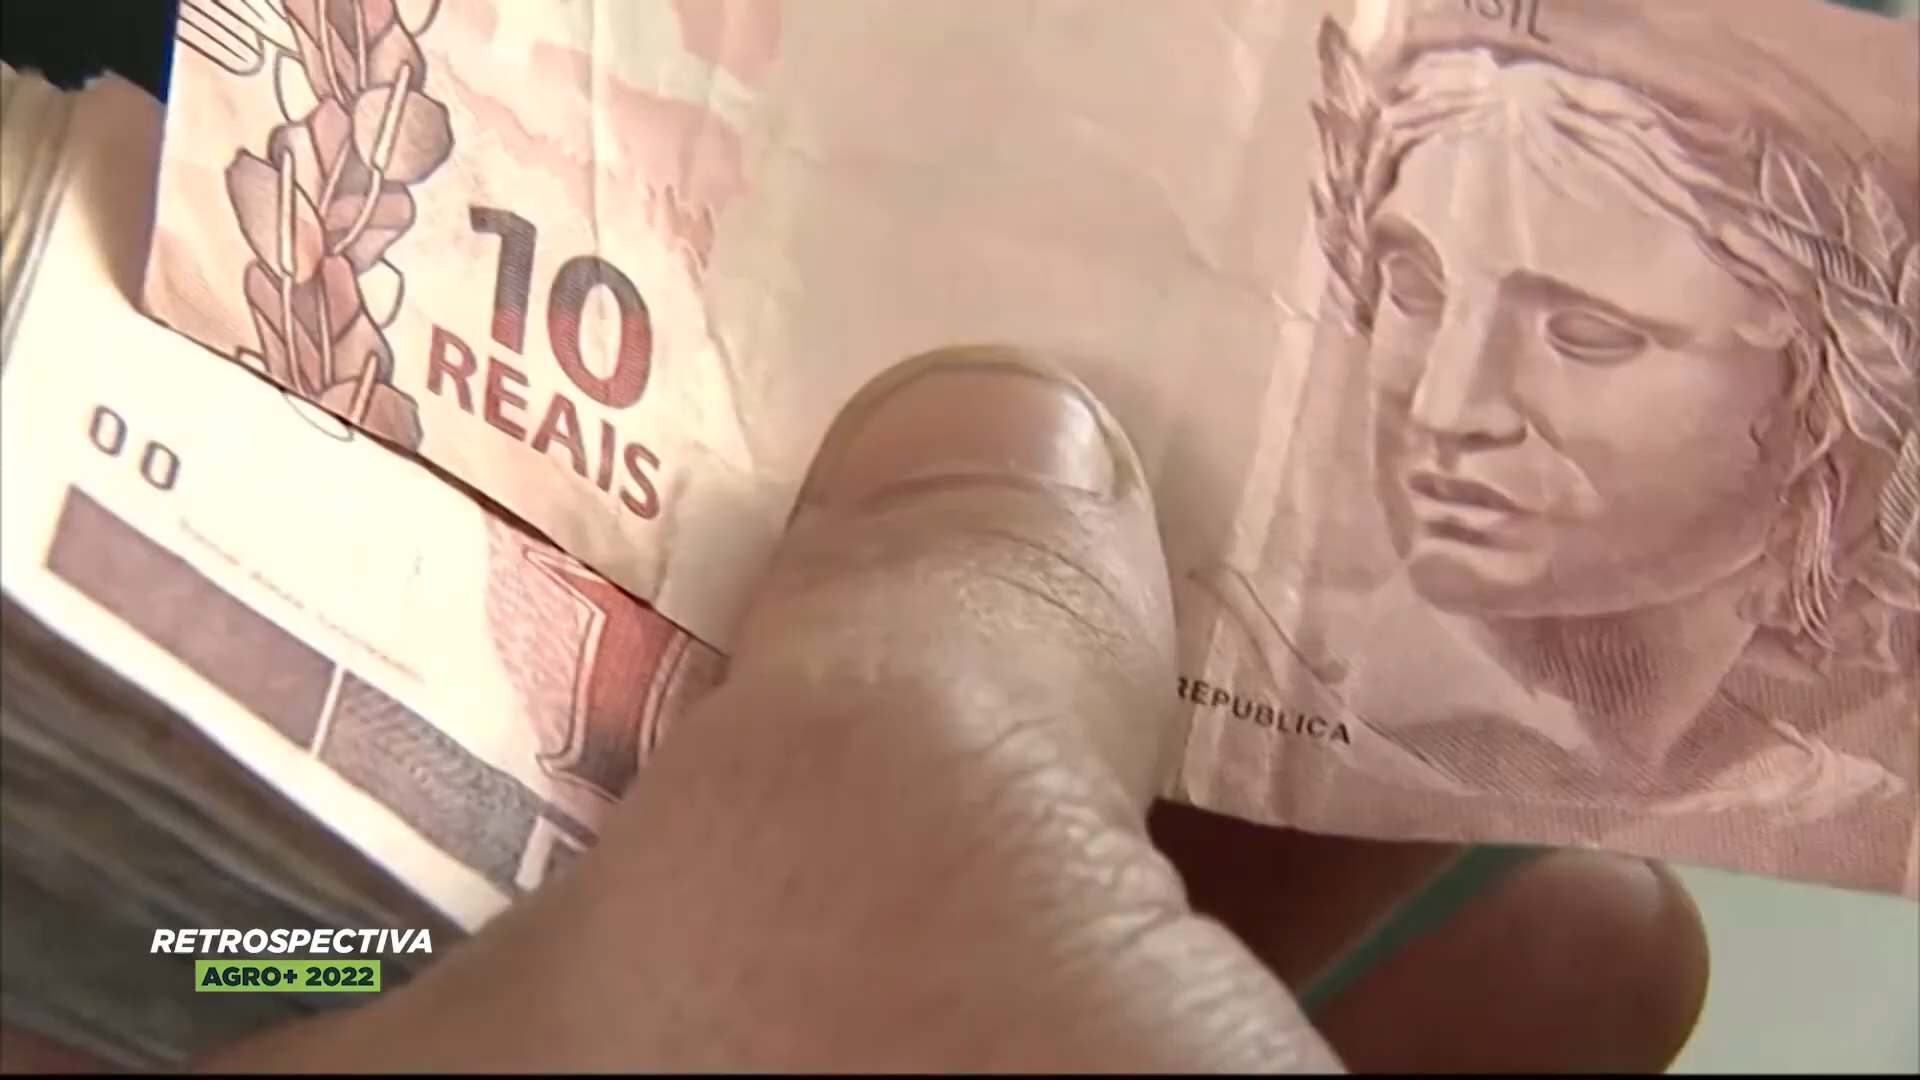 10
REAIS
00
REPUBLICA
RETROSPECTIVA
AGRO+ 2022